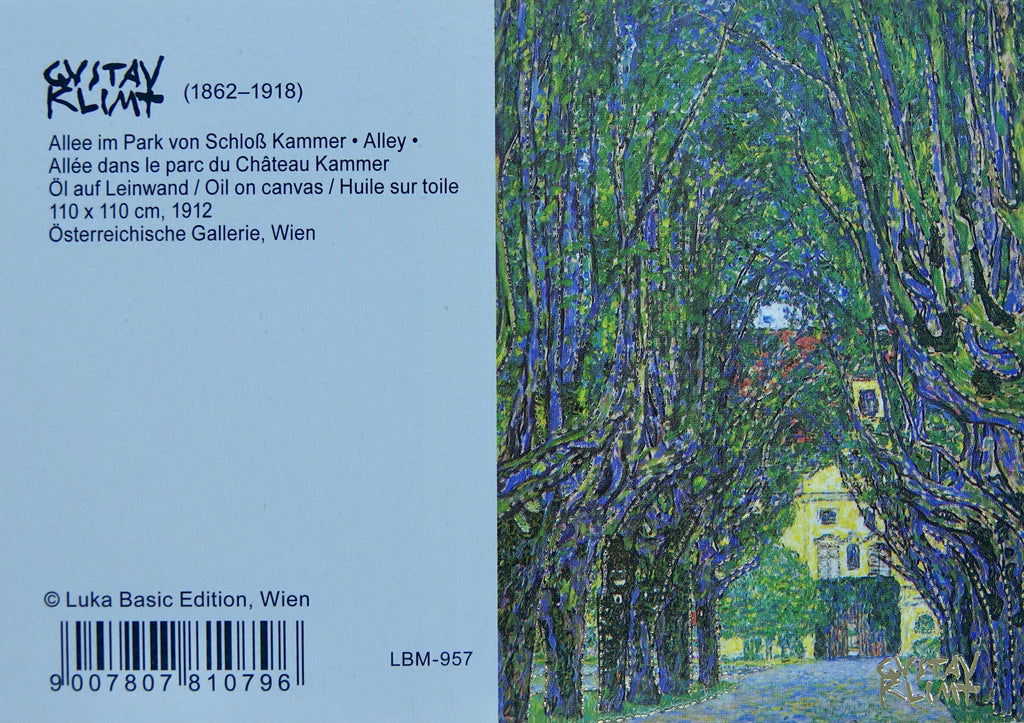 GUSTAV
KLIMT (1862–1918)
Allee im Park von Schloß Kammer • Alley •
Allée dans le parc du Château Kammer
Öl auf Leinwand / Oil on canvas / Huile sur toile
110 x 110 cm, 1912
Österreichische Gallerie, Wien
© Luka Basic Edition, Wien
LBM-957
9 007807 810796
GUSTAV
KLIMT